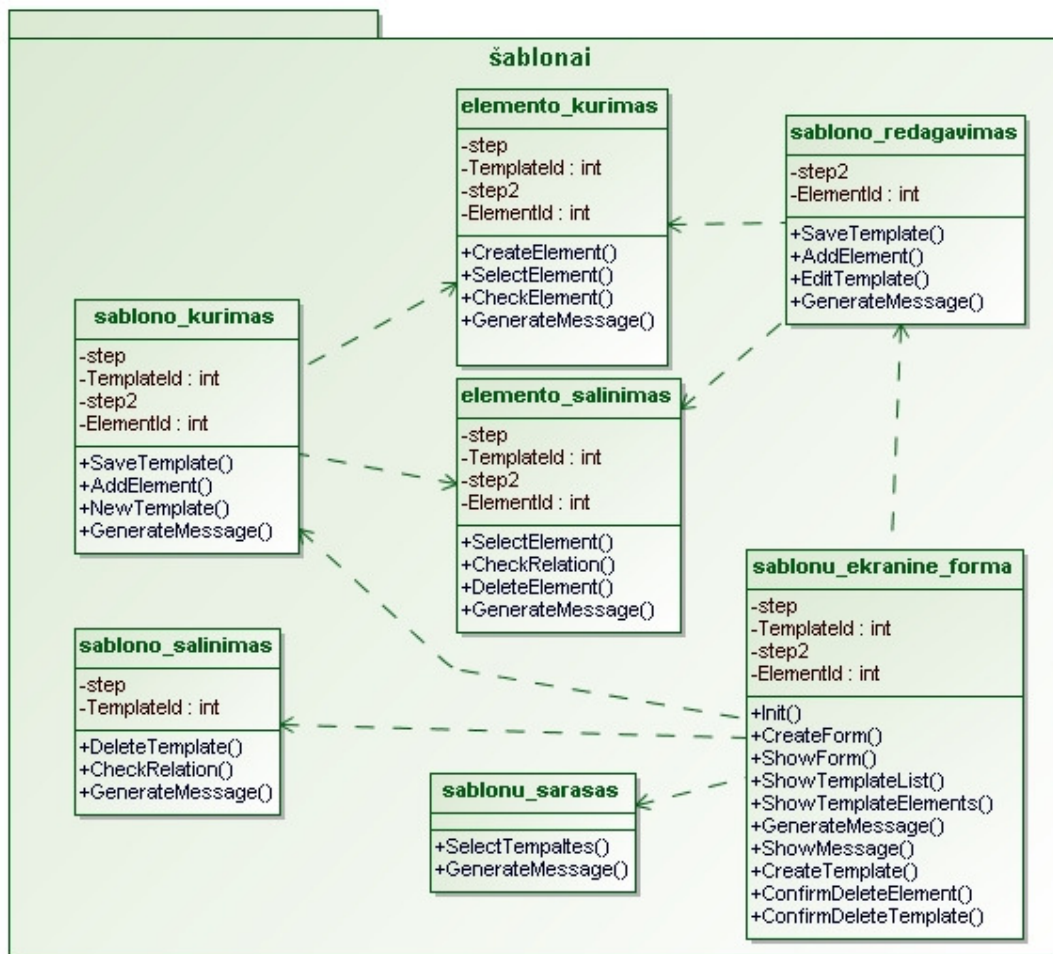 šablonai
elemento_kurimas
-step
-TemplateId : int
-step2
-ElementId : int
+CreateElement()
+SelectElement()
+CheckElement()
+GenerateMessage()
sablono_redagavimas
-step2
-ElementId : int
+SaveTemplate()
+AddElement()
+EditTemplate()
+GenerateMessage()
sablono_kurimas
-step
-TemplateId : int
-step2
-ElementId : int
+SaveTemplate()
+AddElement()
+NewTemplate()
+GenerateMessage()
elemento_salinimas
-step
-TemplateId : int
-step2
-ElementId : int
+SelectElement()
+CheckRelation()
+DeleteElement()
+GenerateMessage()
sablono_salinimas
-step
-TemplateId : int
+DeleteTemplate()
+CheckRelation()
+GenerateMessage()
sablonu_sarasas
+SelectTempaltes()
+GenerateMessage()
sablonu_ekranine_forma
-step
-TemplateId : int
-step2
-ElementId : int
+Init()
+CreateForm()
+ShowForm()
+ShowTemplateList()
+ShowTemplateElements()
+GenerateMessage()
+ShowMessage()
+CreateTemplate()
+ConfirmDeleteElement()
+ConfirmDeleteTemplate()